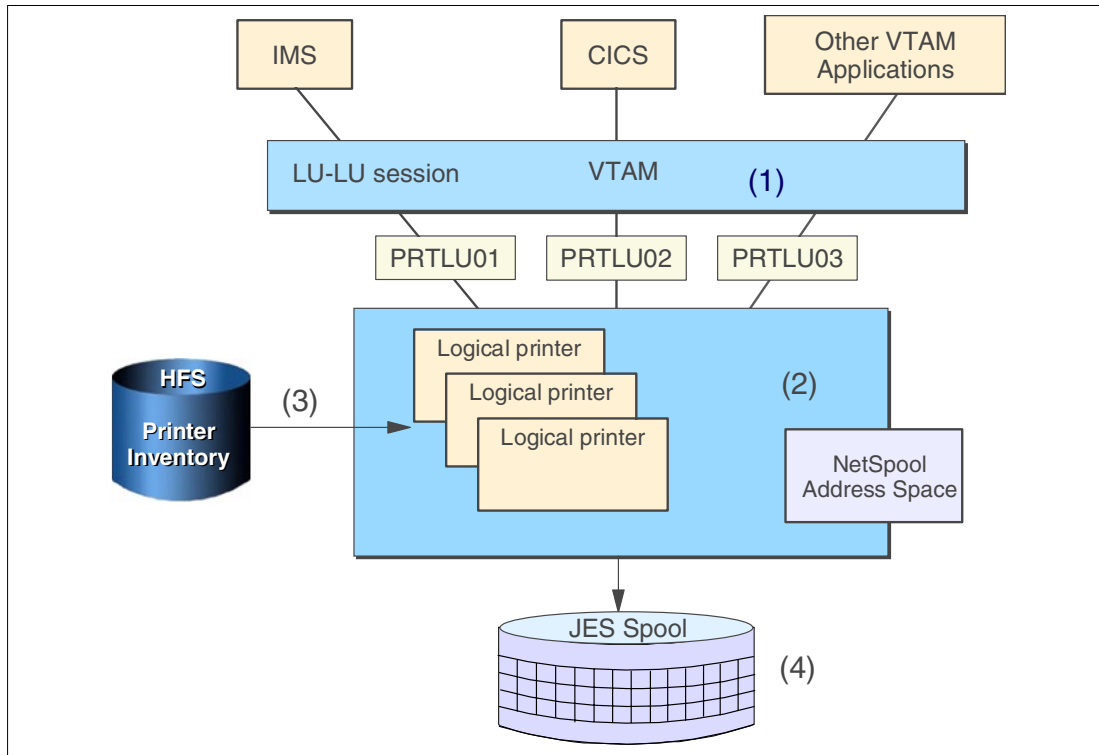 IMS
CICS
Other VTAM
Applications
LU-LU session
VTAM
(1)
PRTLU01
PRTLU02
PRTLU03
Logical printer
Logical printer
Logical printer
(2)
HFS
Printer
Inventory
(3)
NetSpool
Address Space
JES Spool
(4)